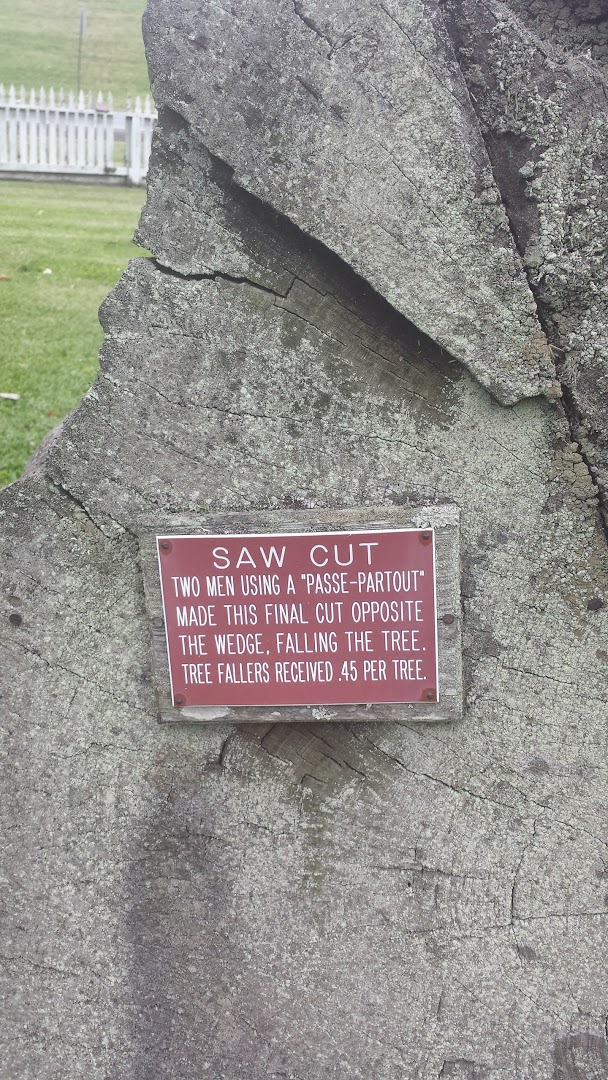 SAW CUT
TWO MEN USING A "PASSE-PARTOUT"
MADE THIS FINAL CUT OPPOSITE
THE WEDGE, FALLING THE TREE.
TREE FALLERS RECEIVED .45 PER TREE.